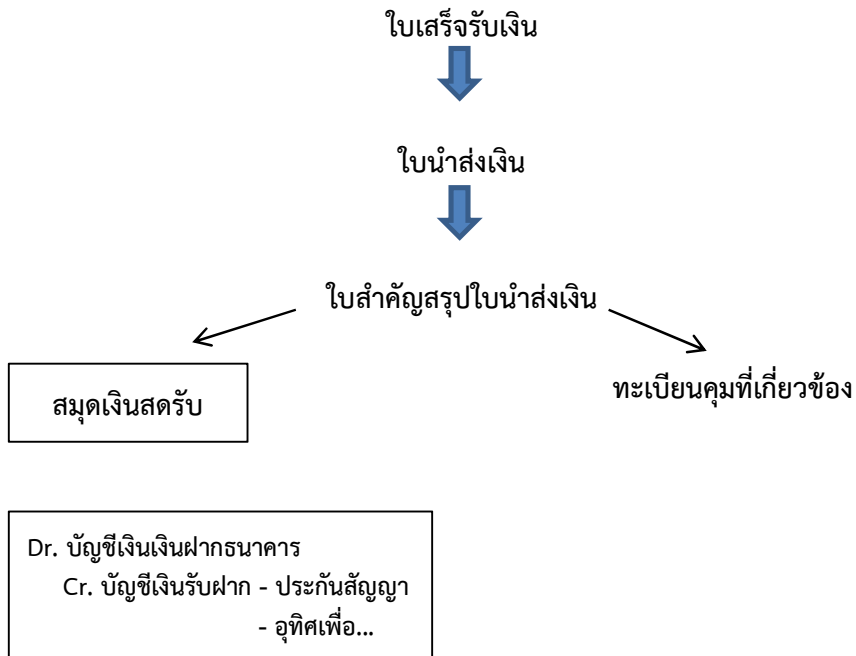 ใบเสร็จรับเงิน
ใบนำส่งเงิน
ใบสำคัญสรุปใบนำส่งเงิน
สมุดเงินสดรับ
ทะเบียนคุมที่เกี่ยวข้อง
Dr. บัญชีเงินเงินฝากธนาคาร
Cr. บัญชีเงินรับฝาก - ประกันสัญญา
- อุทิศเพื่อ...